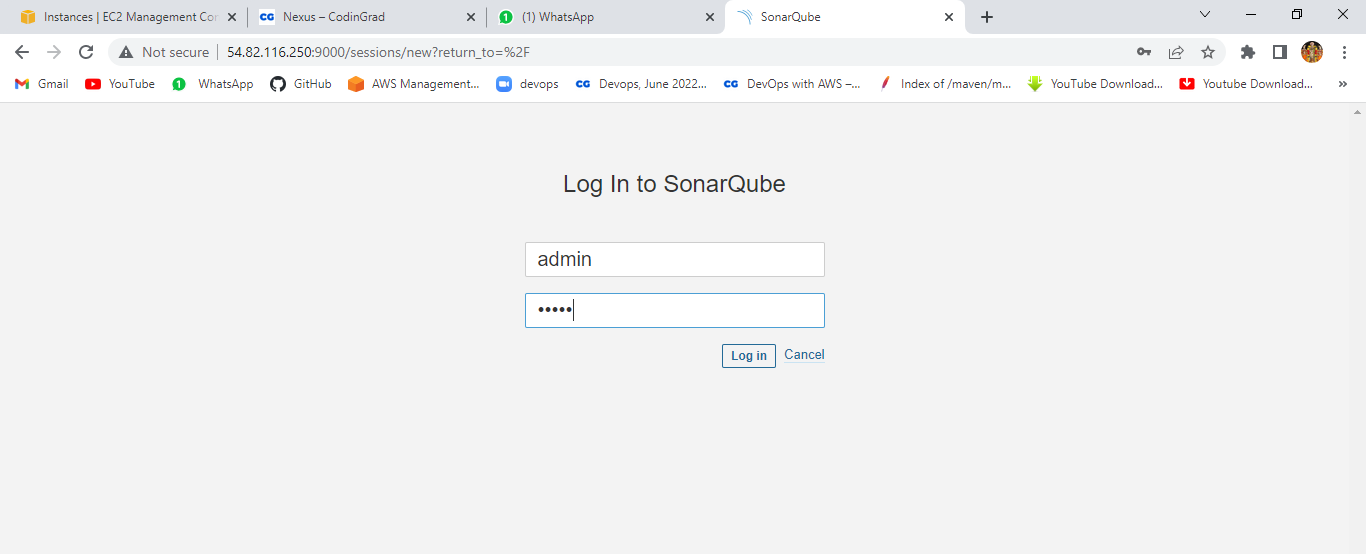 Instances | EC2 Management Con
CG Nexus – CodinGrad
1 (1) WhatsApp
SonarQube
Not secure | 54.82.116.250:9000/sessions/new?return_to=%2F
Gmail
YouTube
1 WhatsApp
GitHub
AWS Management...
devops
CG Devops, June 2022...
CG DevOps with AWS –...
Index of /maven/m...
YouTube Download...
Youtube Download...
»
Log In to SonarQube
admin
•••••
Log in Cancel